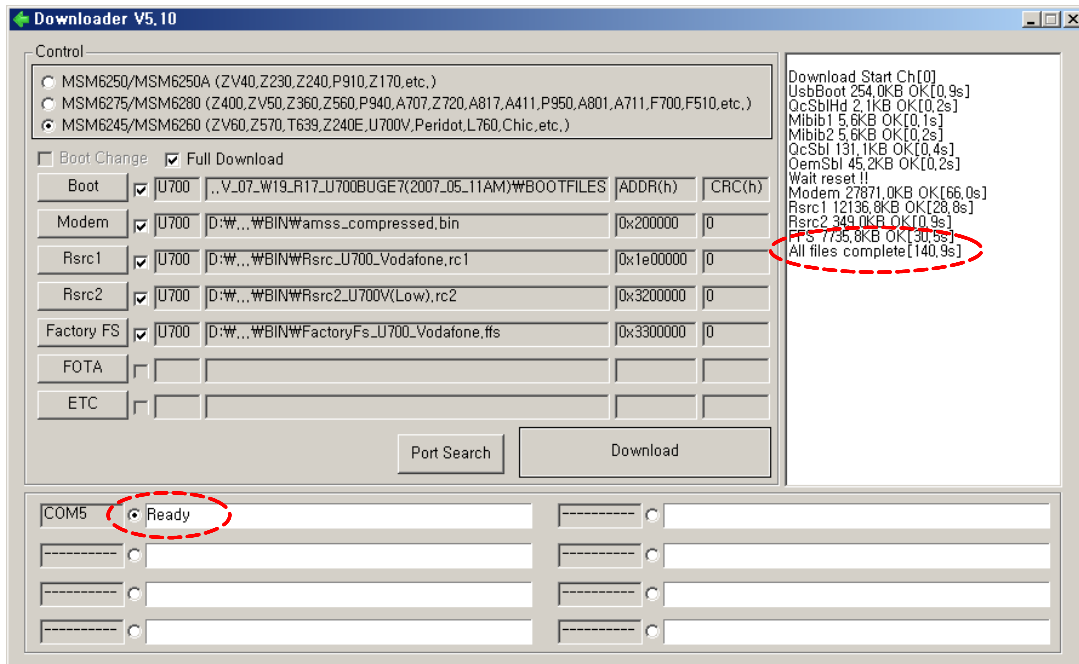 Downloader V5,10
Control
MSM6250/MSM6250A (ZV40,Z230,Z240,P910,Z170,etc,)
MSM6275/MSM6280 (Z400,ZV50,Z360,Z560,P940,A707,Z720,A817,A411,P950,A801,A711,F700,F510,etc,)
MSM6245/MSM6260 (ZV60,Z570,T639,Z240E,U700V,Peridot,L760,Chic,etc,)
Boot Change Full Download
Boot U700 ,,V_07_W19_R17_U700BUGE7(2007_05_11AM)₩BOOTFILES ADDR(h) CRC(h)
Modem U700 D:₩,,,₩BIN₩amss_compressed,bin 0x200000 0
Rsrc1 U700 D:₩,,,₩BIN₩Rsrc_U700_Vodafone,rc1 0x1e00000 0
Rsrc2 U700 D:₩,,,₩BIN₩Rsrc2_U700V(Low),rc2 0x3200000 0
Factory FS U700 D:₩,,,₩BIN₩FactoryFs_U700_Vodafone,ffs 0x3300000 0
FOTA
ETC
Port Search Download
Download Start Ch[0]
UsbBoot 254,0KB OK[0,9s]
QcSblHd 2,1KB OK[0,2s]
Mibib1 5,6KB OK[0,1s]
Mibib2 5,6KB OK[0,2s]
QcSbl 131,1KB OK[0,4s]
OemSbl 45,2KB OK[0,2s]
Wait reset !!
Modem 27871,0KB OK[66,0s]
Rsrc1 12136,8KB OK[28,8s]
Rsrc2 349,0KB OK[0,9s]
FFS 7735,8KB OK[30,5s]
All files complete[140,9s]
COM5 Ready ----------
---------- ----------
---------- ----------
---------- ----------